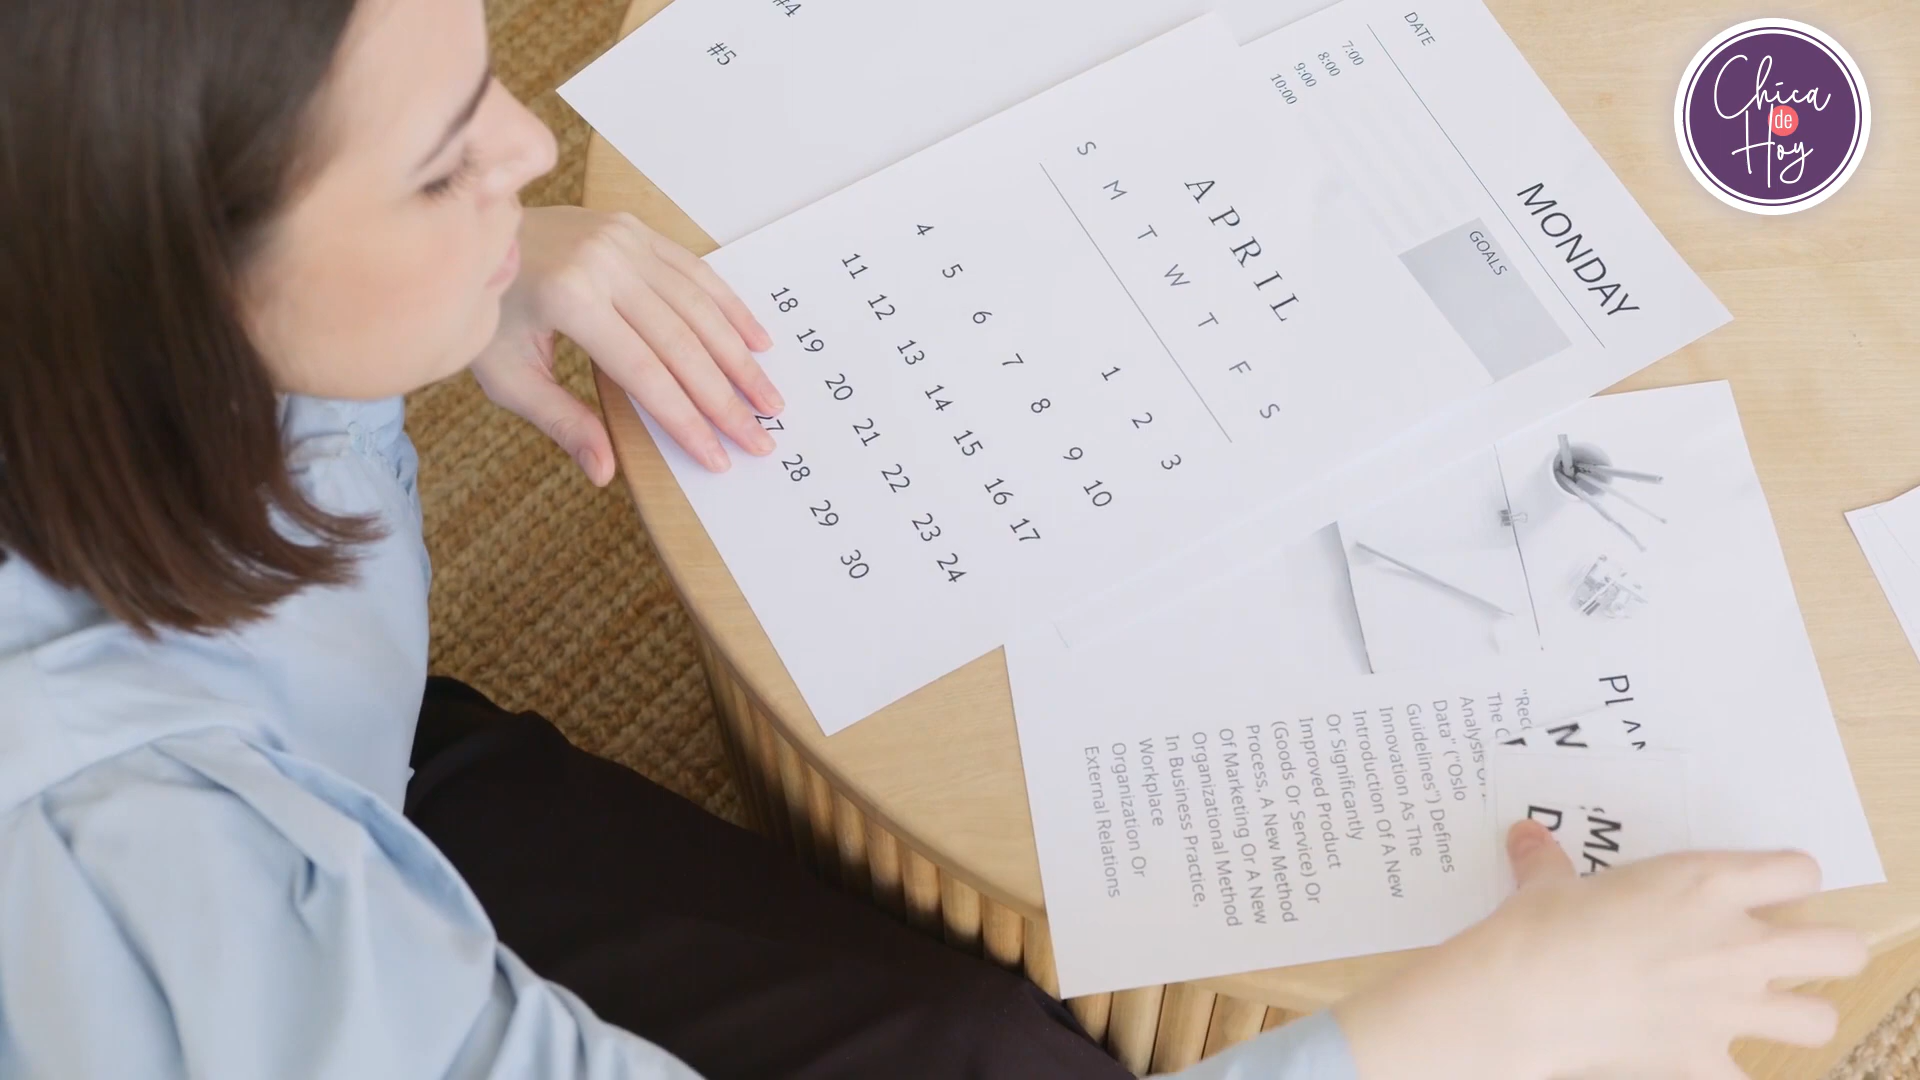 #4
#5
DATE
7:00
8:00
9:00
10:00
MONDAY
GOALS
APRIL
S M T W T F S
1 2 3
4 5 6 7 8 9 10
11 12 13 14 15 16 17
18 19 20 21 22 23 24
27 28 29 30
Chica
de
Hoy
The
Analysis
Data" ("Oslo
Guidelines") Defines
Innovation As The
Introduction Of A New
Or Significantly
Improved Product
(Goods Or Service) Or
Process, A New Method
Of Marketing Or A New
Organizational Method
In Business Practice,
Workplace
Organization Or
External Relations